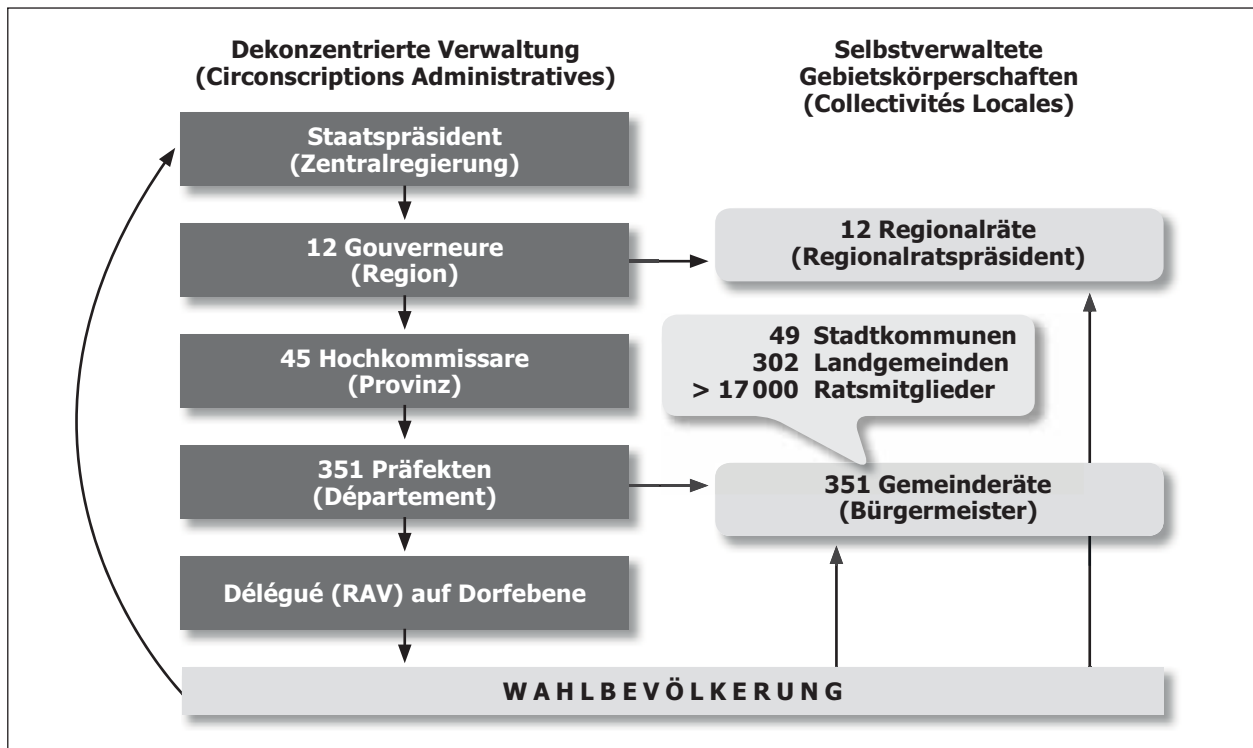 Dekonzentrierte Verwaltung
(Circonscriptions Administratives)
Selbstverwaltete
Gebietskörperschaften
(Collectivités Locales)
Staatspräsident
(Zentralregierung)
12 Gouverneure
(Region)
12 Regionalräte
(Regionalratspräsident)
45 Hochkommissare
(Provinz)
49 Stadtkommunen
302 Landgemeinden
> 17 000 Ratsmitglieder
351 Präfekten
(Département)
351 Gemeinderäte
(Bürgermeister)
Délégué (RAV) auf Dorfebene
WAHLBEVÖLKERUNG